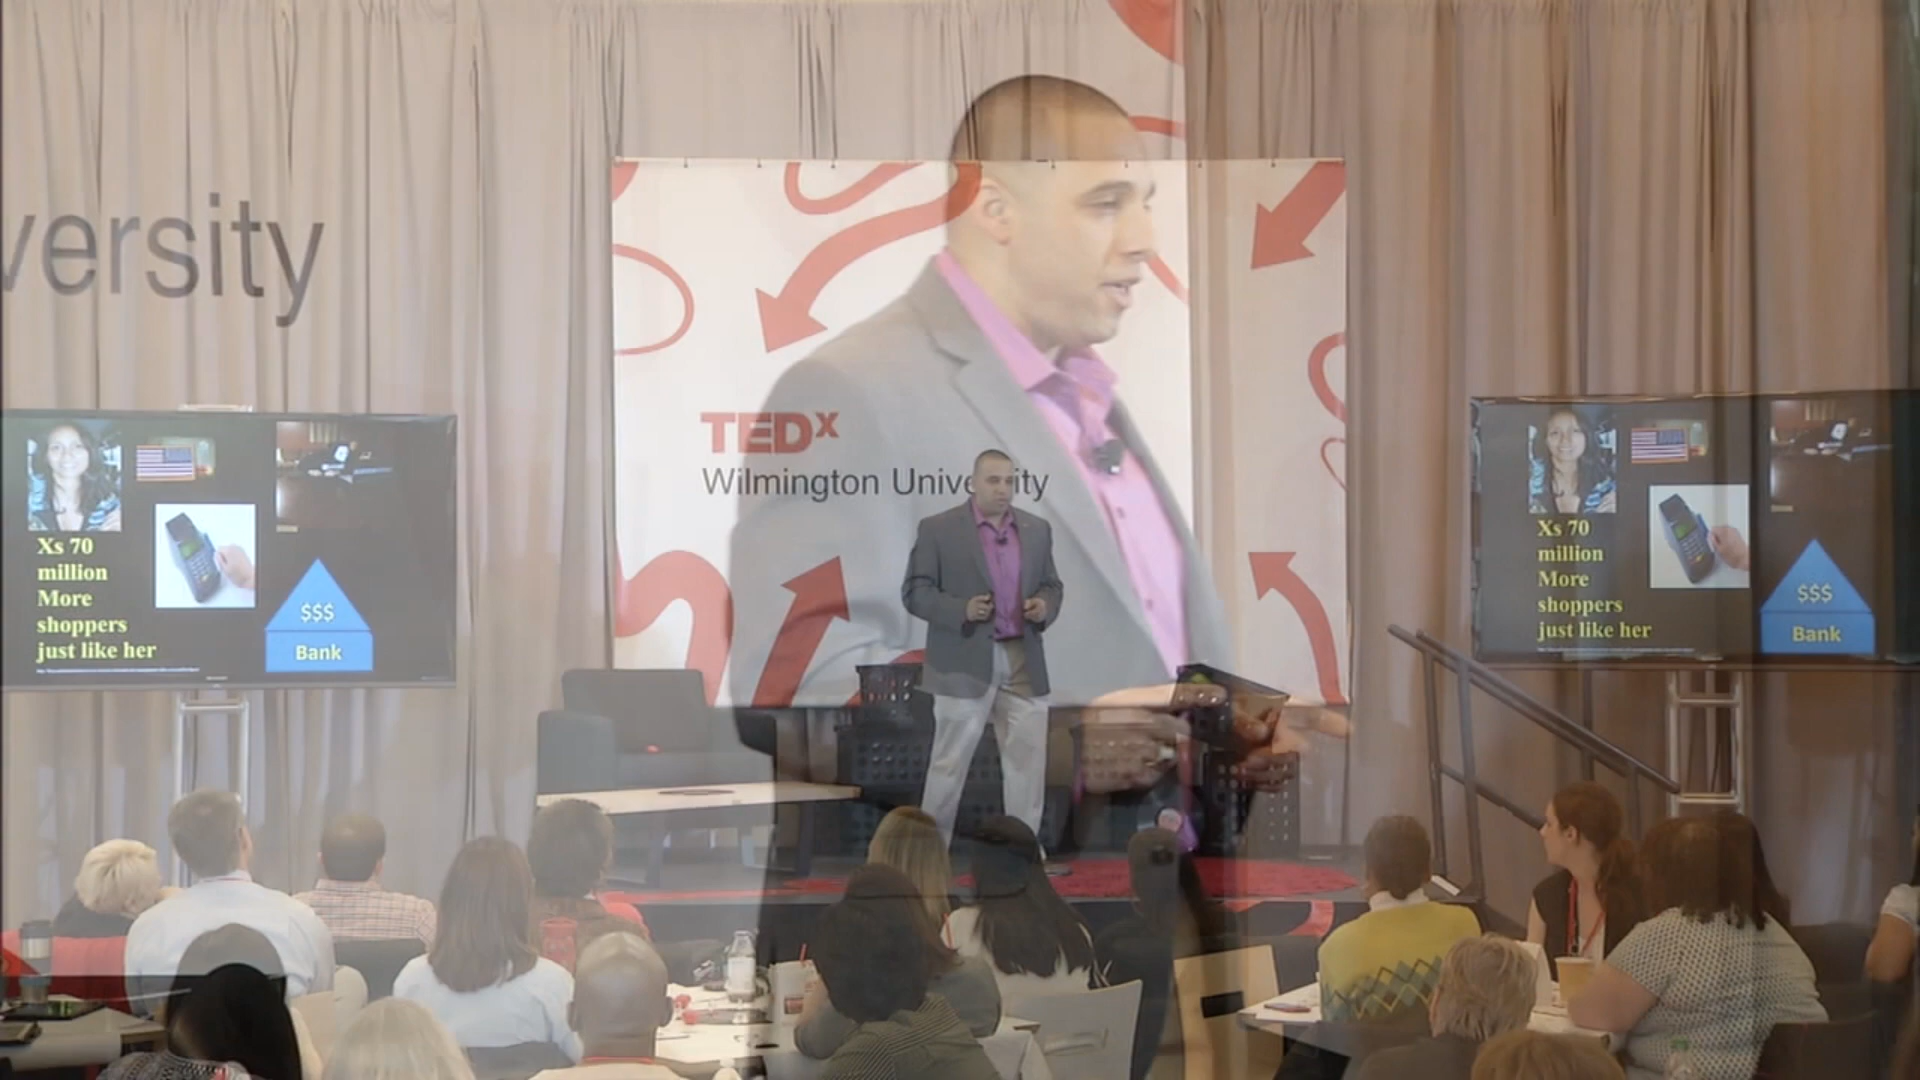 versity
TEDx
Wilmington University
Xs 70
million
More
shoppers
just like her
$$$
Bank
Xs 70
million
More
shoppers
just like her
$$$
Bank